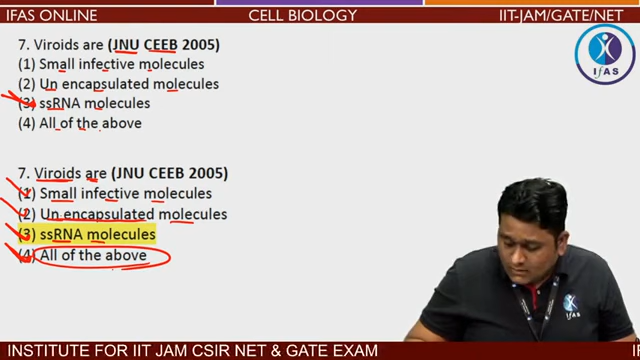 IFAS ONLINE CELL BIOLOGY IIT-JAM/GATE/NET
7. Viroids are (JNU CEEB 2005)
(1) Small infective molecules
(2) Un encapsulated molecules
(3) ssRNA molecules
(4) All of the above
IFAS
7. Viroids are (JNU CEEB 2005)
(1) Small infective molecules
(2) Un encapsulated molecules
(3) ssRNA molecules
(4) All of the above
iFAS
INSTITUTE FOR IIT JAM CSIR NET & GATE EXAM